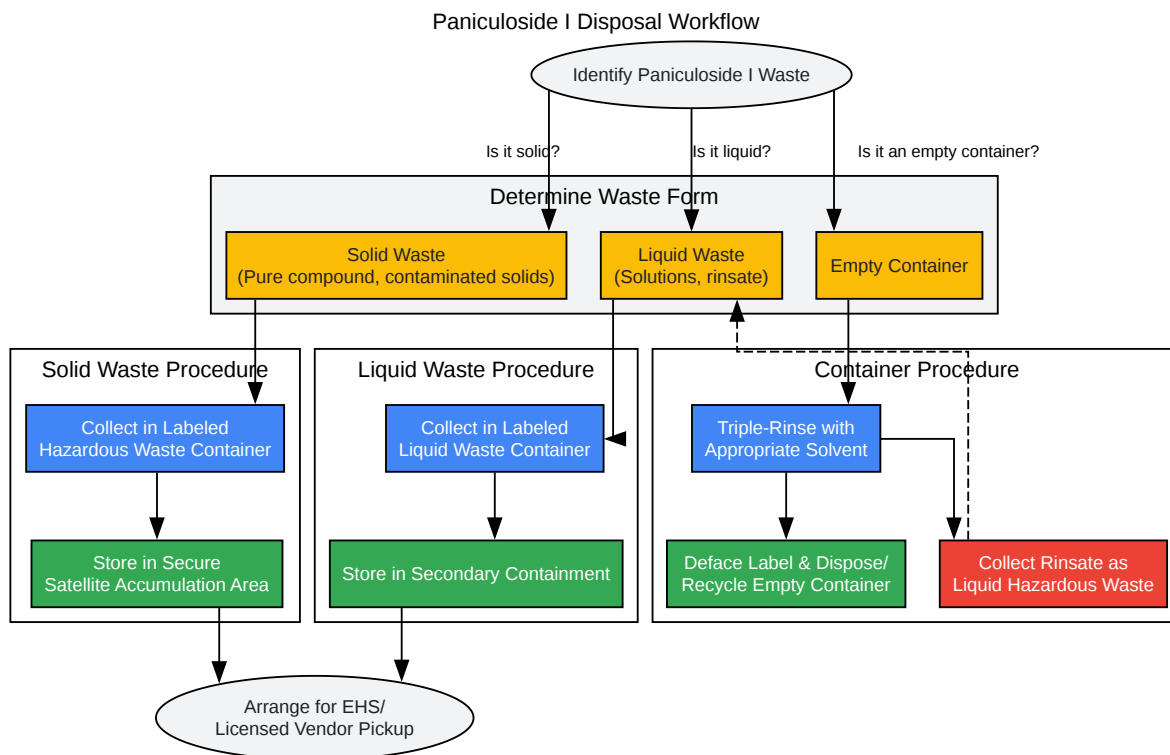 Paniculoside I Disposal Workflow
Identify Paniculoside I Waste
Is it solid?
Is it liquid?
Is it an empty container?
Determine Waste Form
Solid Waste
(Pure compound, contaminated solids)
Liquid Waste
(Solutions, rinsate)
Empty Container
Solid Waste Procedure
Collect in Labeled
Hazardous Waste Container
Store in Secure
Satellite Accumulation Area
Liquid Waste Procedure
Collect in Labeled
Liquid Waste Container
Store in Secondary Containment
Container Procedure
Triple-Rinse with
Appropriate Solvent
Deface Label & Dispose/
Recycle Empty Container
Collect Rinsate as
Liquid Hazardous Waste
Arrange for EHS/
Licensed Vendor Pickup